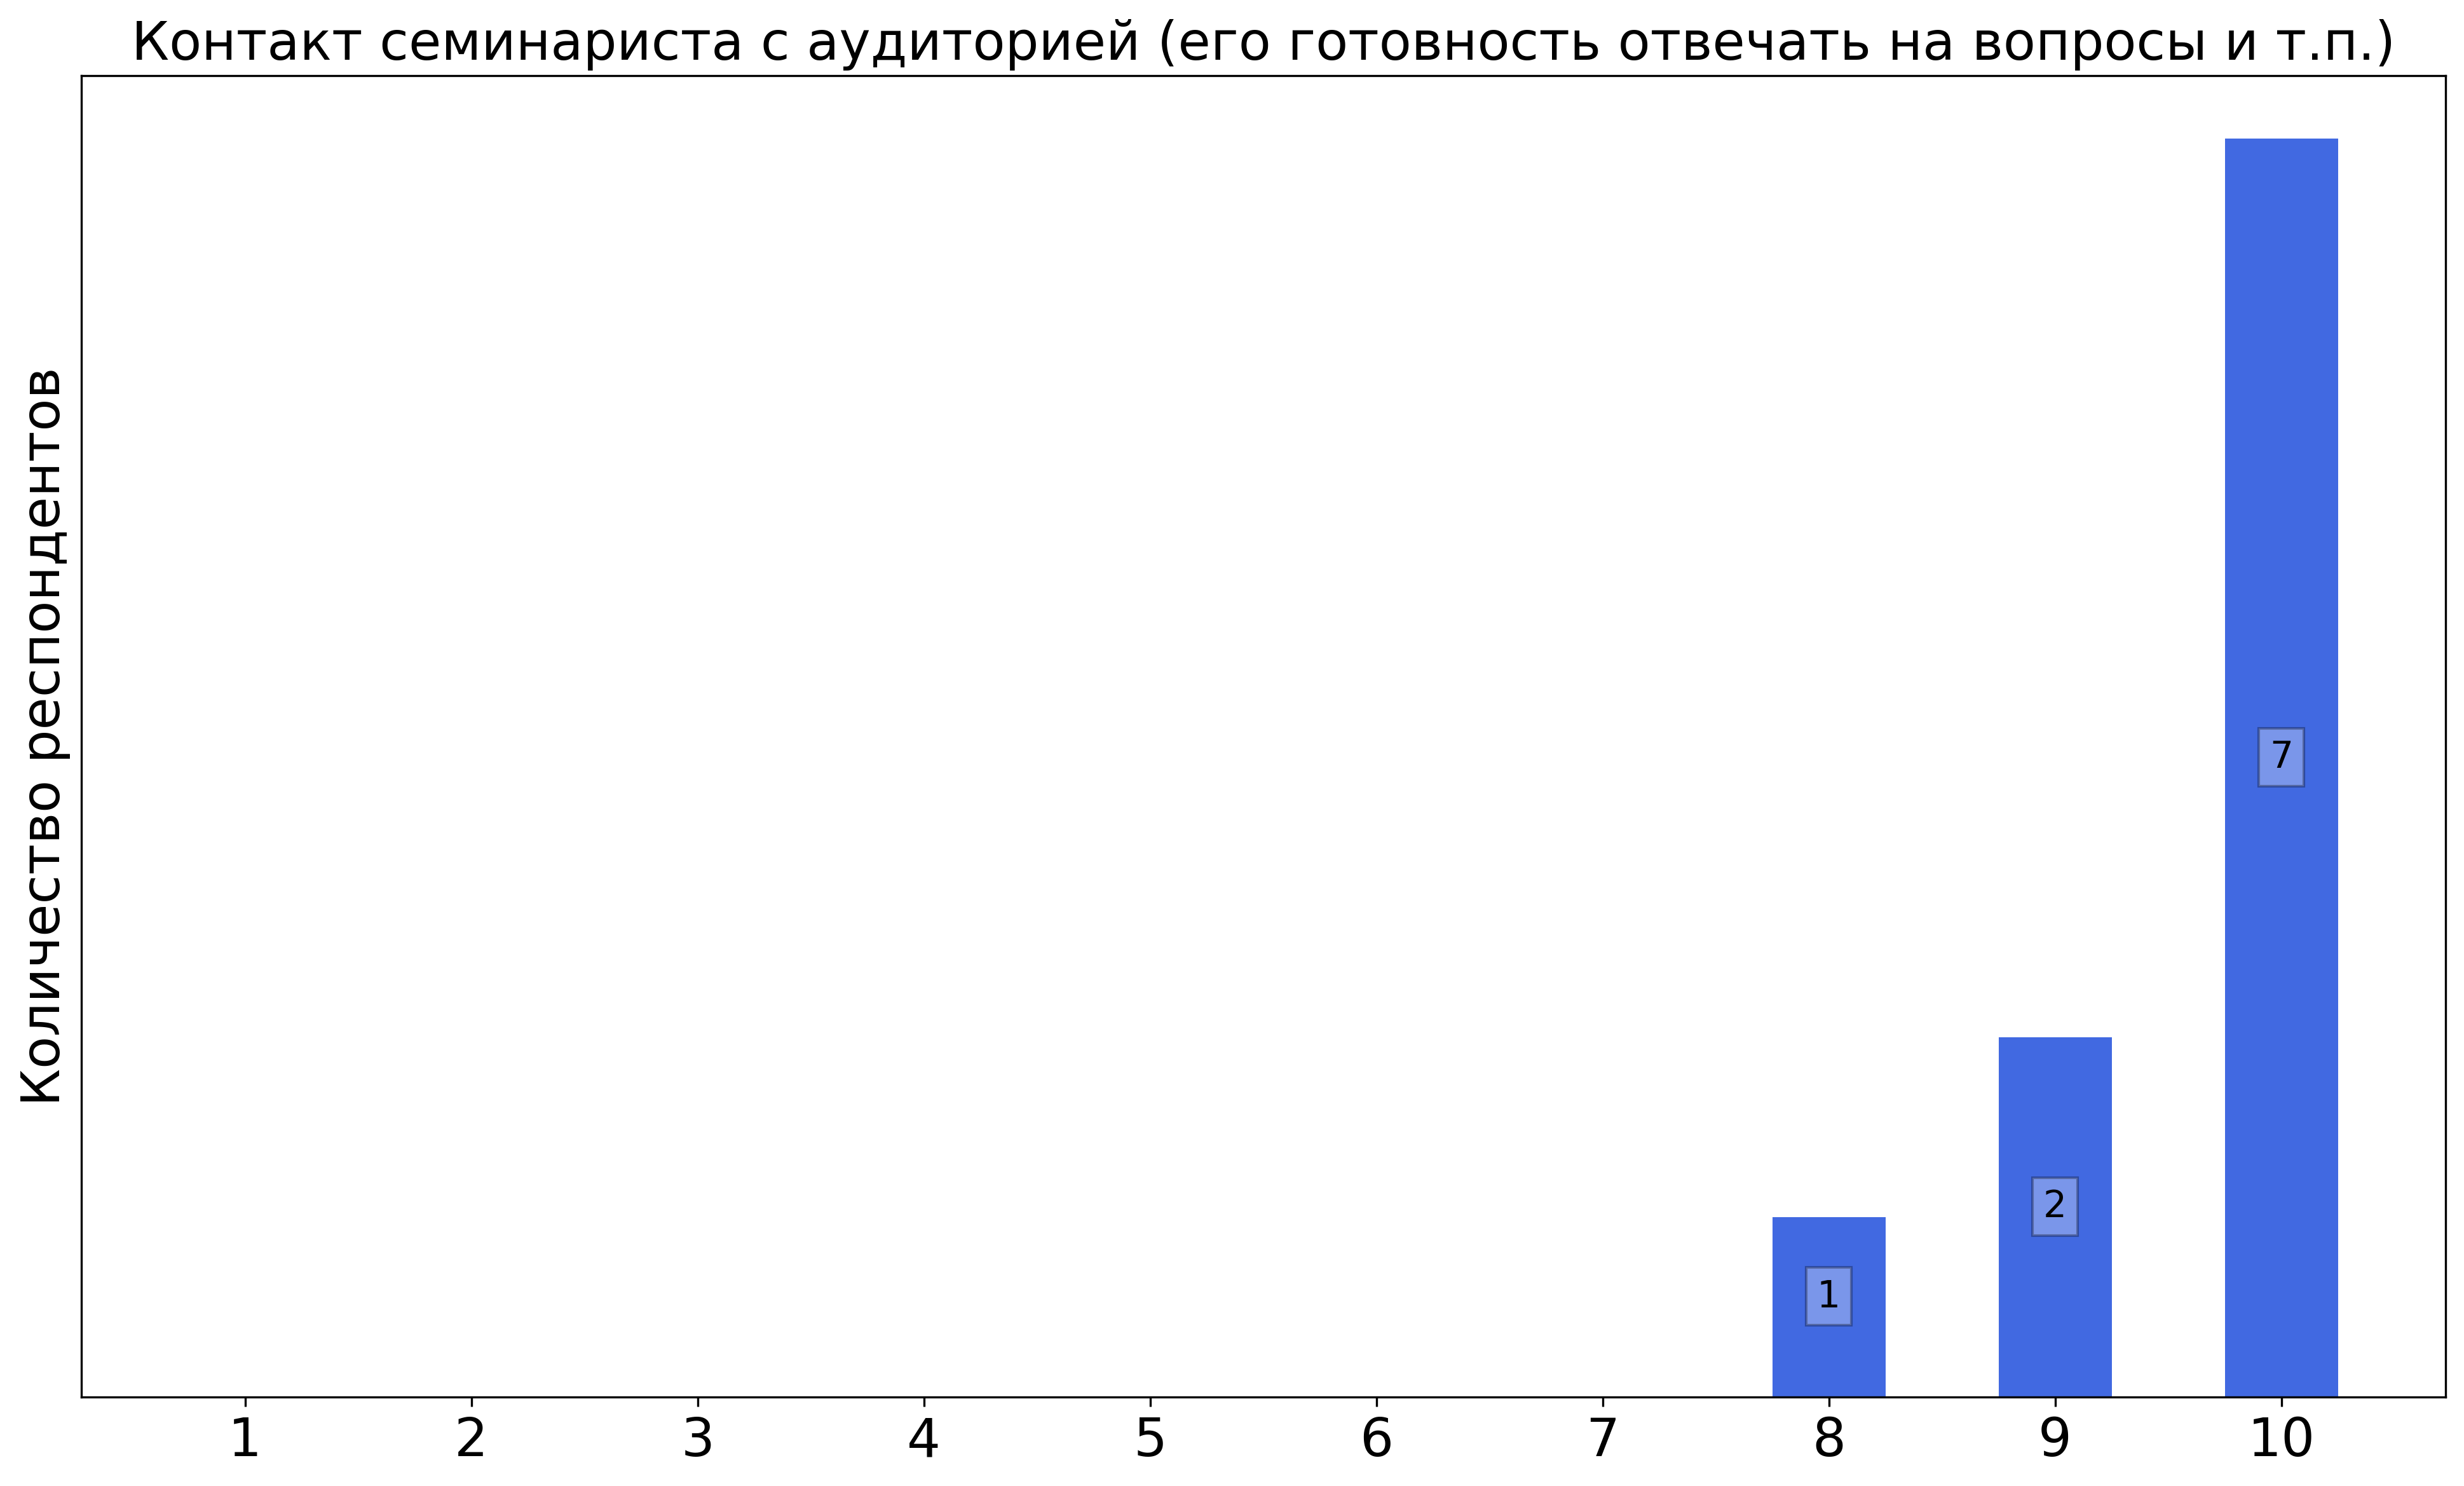 Контакт семинариста с аудиторией (его готовность отвечать на вопросы и т.п.)
Количество респондентов
7
2
1
1 2 3 4 5 6 7 8 9 10